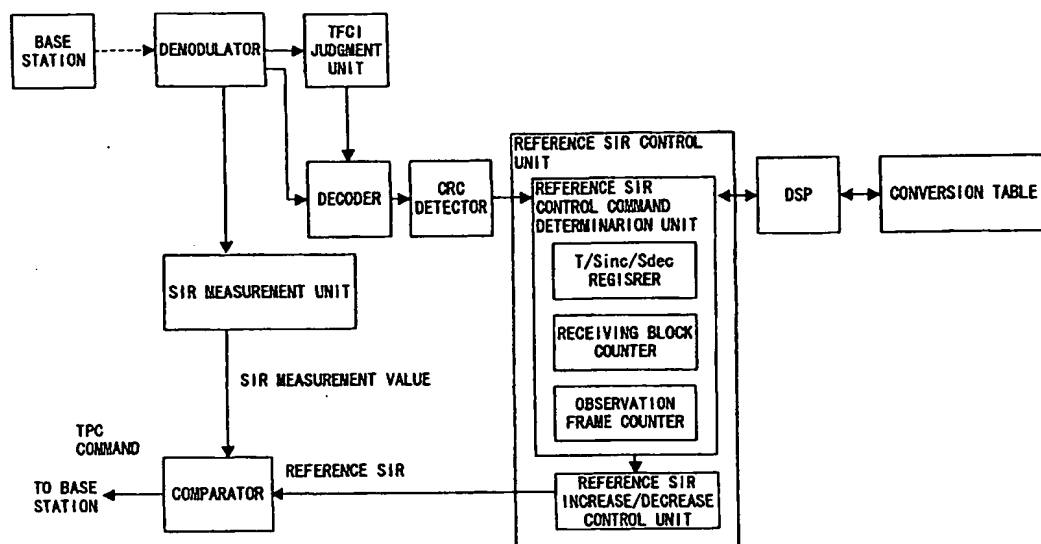 BASE
STATION
DENODULATOR
TFCI
JUDGMENT
UNIT
DECODER
CRC
DETECTOR
REFERENCE SIR CONTROL
UNIT
REFERENCE SIR
CONTROL COMMAND
DETERMINARION UNIT
T/Sinc/Sdec
REGISRER
RECEIVING BLOCK
COUNTER
OBSERVATION
FRAME COUNTER
DSP
CONVERSION TABLE
SIR MEASUREMENT UNIT
SIR MEASUREMENT VALUE
TPC
COMMAND
TO BASE
STATION
COMPARATOR
REFERENCE SIR
REFERENCE SIR
INCREASE/DECREASE
CONTROL UNIT